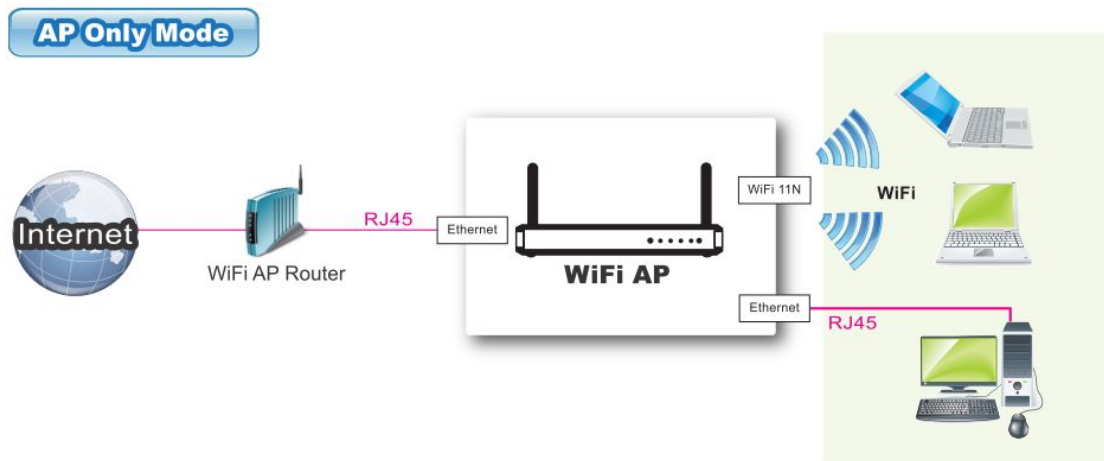 AP Only Mode
Internet
WiFi AP Router
RJ45
Ethernet
WiFi AP
WiFi 11N
WiFi
Ethernet
RJ45